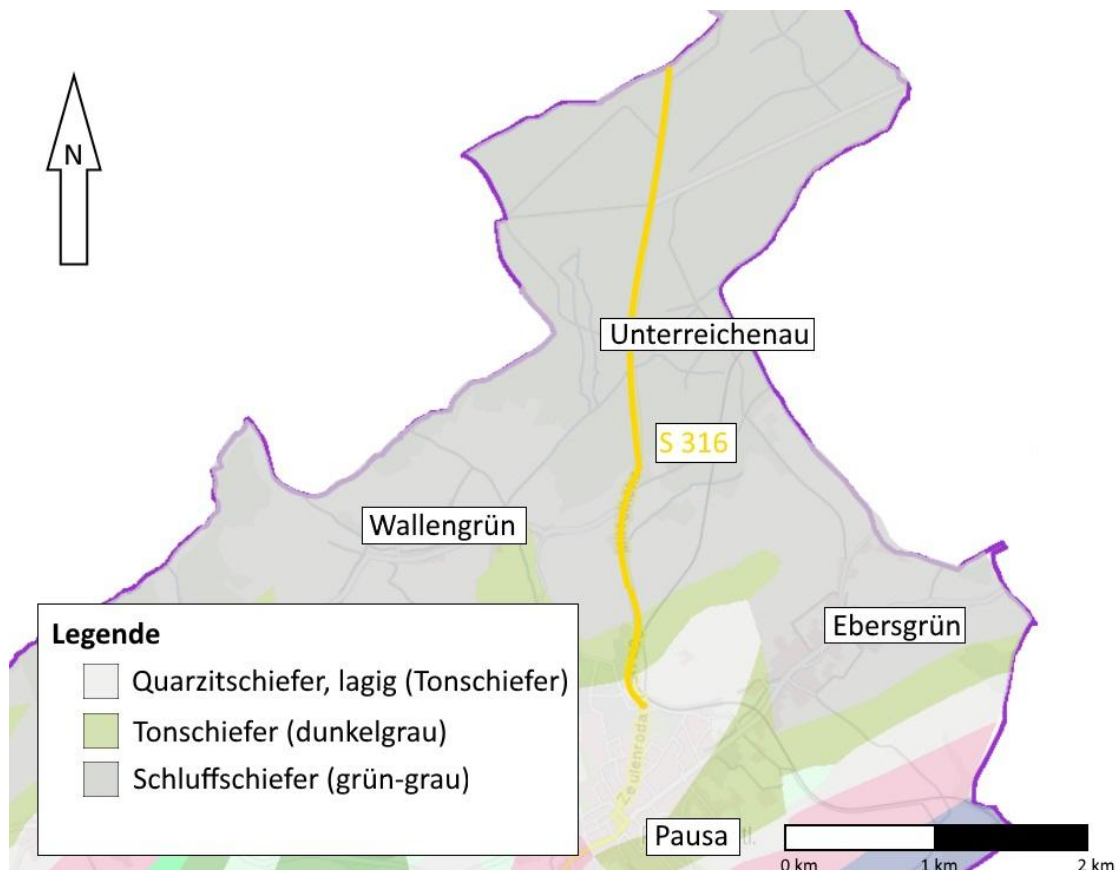 N
Unterreichenau
S 316
Wallengrün
Ebersgrün
Legende
Quarzitschiefer, lagig (Tonschiefer)
Tonschiefer (dunkelgrau)
Schluffschiefer (grün-grau)
Zeulenroda
Pausa
tl.
0 km
1 km
2 km